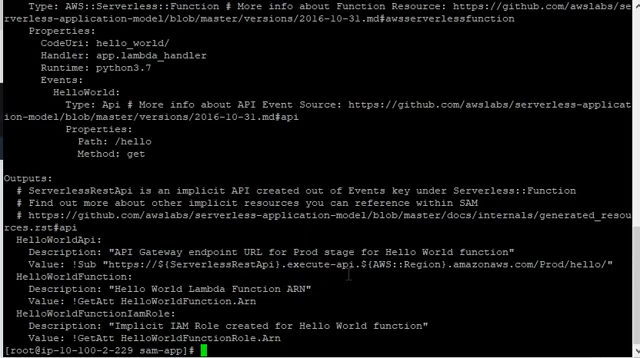 Type: AWS::Serverless::Function # More info about Function Resource: https://github.com/awslabs/se
rverless-application-model/blob/master/versions/2016-10-31.md#awsserverlessfunction
Properties:
CodeUri: hello_world/
Handler: app.lambda_handler
Runtime: python3.7
Events:
HelloWorld:
Type: Api # More info about API Event Source: https://github.com/awslabs/serverless-applicat
ion-model/blob/master/versions/2016-10-31.md#api
Properties:
Path: /hello
Method: get
Outputs:
# ServerlessRestApi is an implicit API created out of Events key under Serverless::Function
# Find out more about other implicit resources you can reference within SAM
# https://github.com/awslabs/serverless-application-model/blob/master/docs/internals/generated_resou
rces.rst#api
HelloWorldApi:
Description: "API Gateway endpoint URL for Prod stage for Hello World function"
Value: !Sub "https://${ServerlessRestApi}.execute-api.${AWS::Region}.amazonaws.com/Prod/hello/"
HelloWorldFunction:
Description: "Hello World Lambda Function ARN"
Value: !GetAtt HelloWorldFunction.Arn
HelloWorldFunctionIamRole:
Description: "Implicit IAM Role created for Hello World function"
Value: !GetAtt HelloWorldFunctionRole.Arn
[root@ip-10-100-2-229 sam-app]#